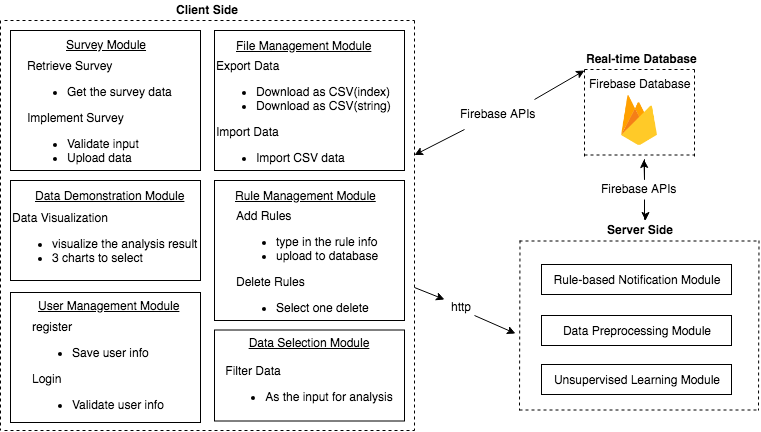 Client Side
Survey Module
Retrieve Survey
• Get the survey data
Implement Survey
• Validate input
• Upload data
File Management Module
Export Data
• Download as CSV(index)
• Download as CSV(string)
Import Data
• Import CSV data
Data Demonstration Module
Data Visualization
• visualize the analysis result
• 3 charts to select
Rule Management Module
Add Rules
• type in the rule info
• upload to database
Delete Rules
• Select one delete
User Management Module
register
• Save user info
Login
• Validate user info
Data Selection Module
Filter Data
• As the input for analysis
Firebase APIs
http
Real-time Database
Firebase Database
Firebase APIs
Server Side
Rule-based Notification Module
Data Preprocessing Module
Unsupervised Learning Module